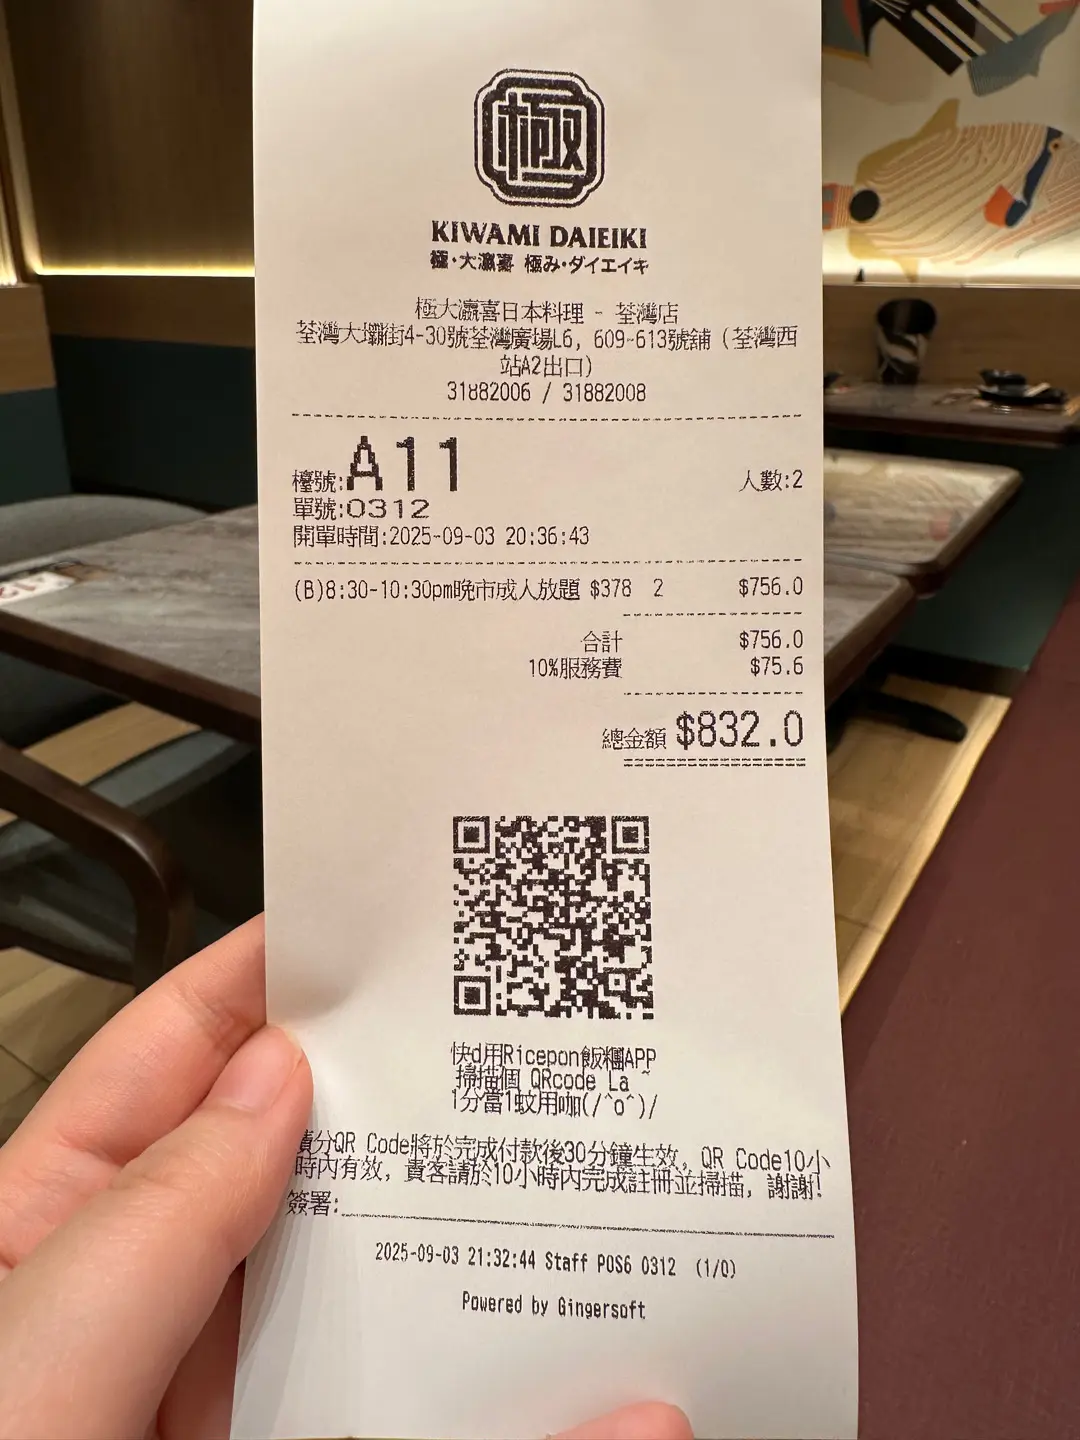 極
KIWAMI DAIEIKI
極・大瀛喜 極み・ダイエイキ
極大瀛喜日本料理 - 荃灣店
荃灣大壩街4-30號荃灣廣場L6, 609-613號舖 (荃灣西
站A2出口)
31882006 / 31882008
檯號:A11 人數:2
單號:0312
開單時間:2025-09-03 20:36:43
(B)8:30-10:30pm晚市成人放題 $378 2 $756.0
合計 $756.0
10%服務費 $75.6
總金額 $832.0
快d用Ricepon飯糰APP
掃描個 QRcode La ~
1分當1蚊用咖(/^o^)/
積分QR Code將於完成付款後30分鐘生效, QR Code10小
時內有效, 貴客請於10小時內完成註冊並掃描, 謝謝!
簽署:
2025-09-03 21:32:44 Staff POS6 0312 (1/0)
Powered by Gingersoft